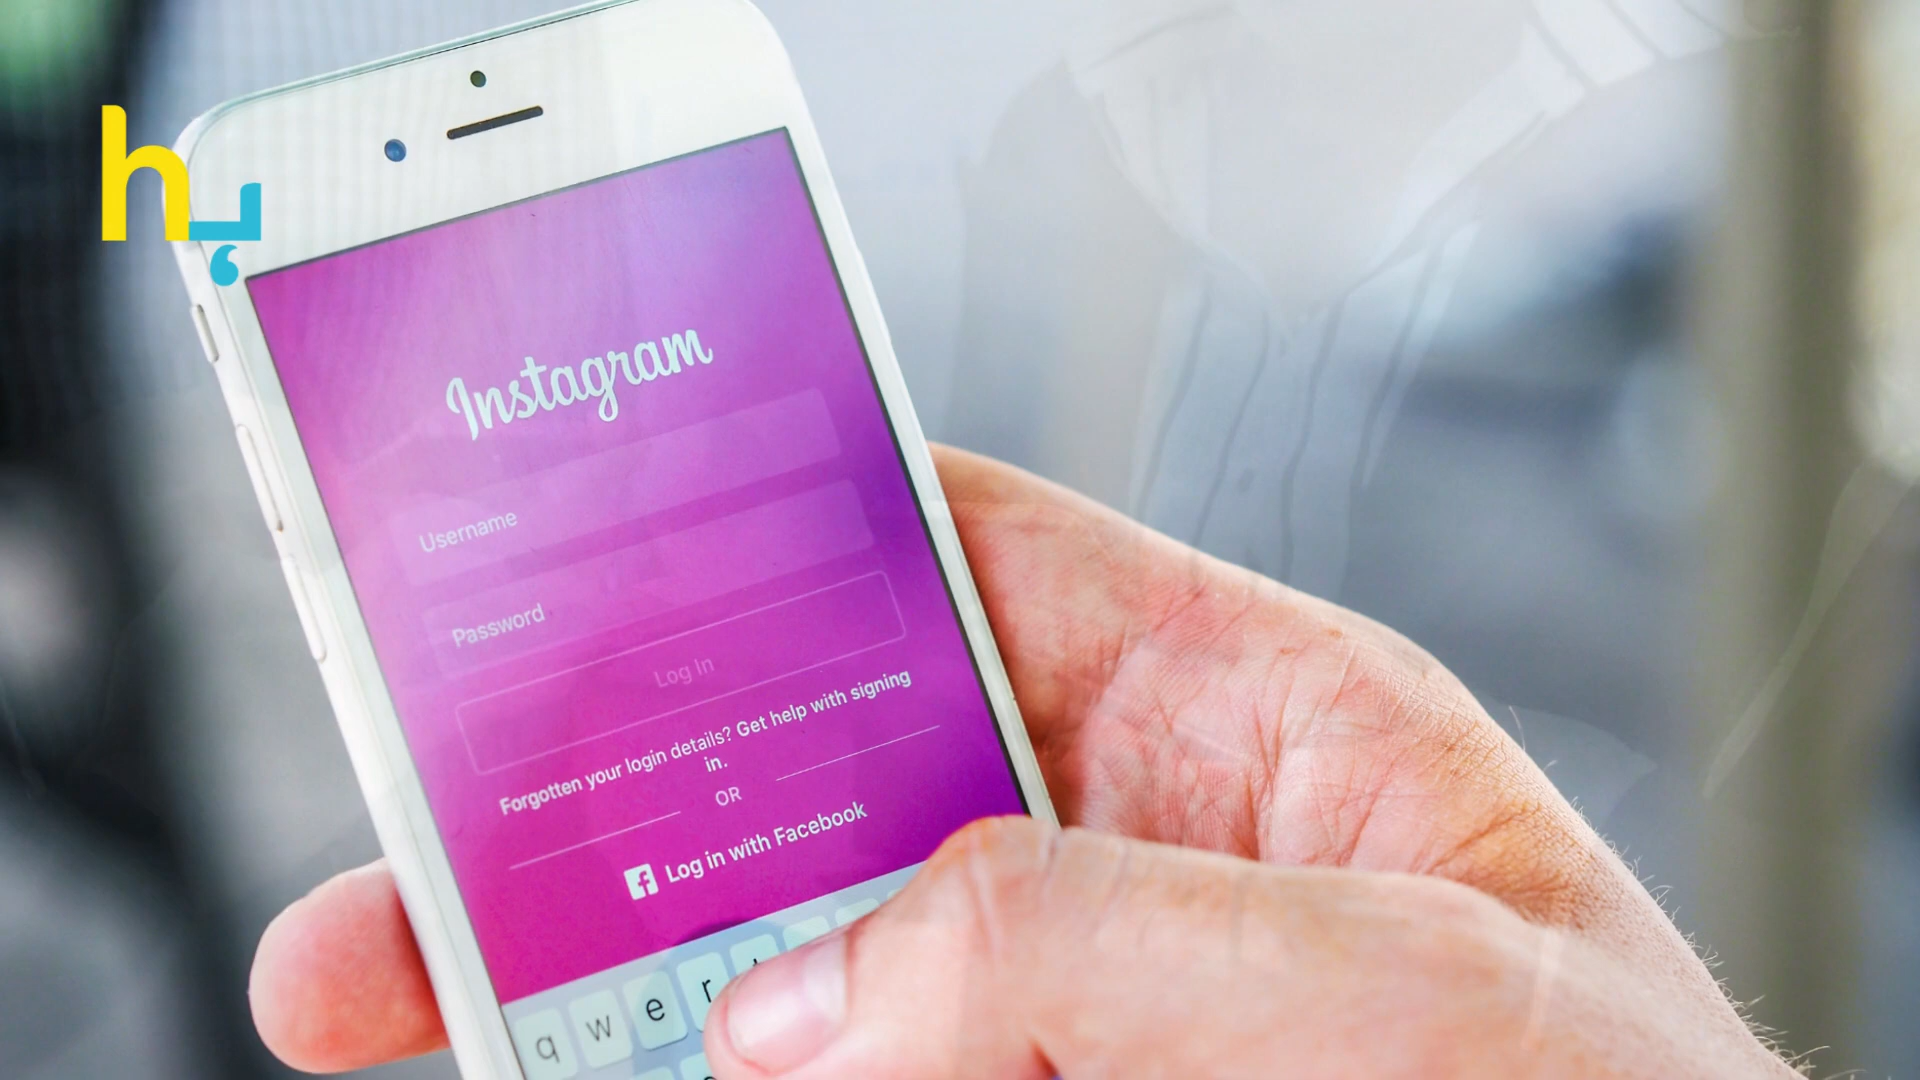 h
Instagram
Username
Password
Log In
Forgotten your login details? Get help with signing
in.
OR
f Log in with Facebook
q w e r